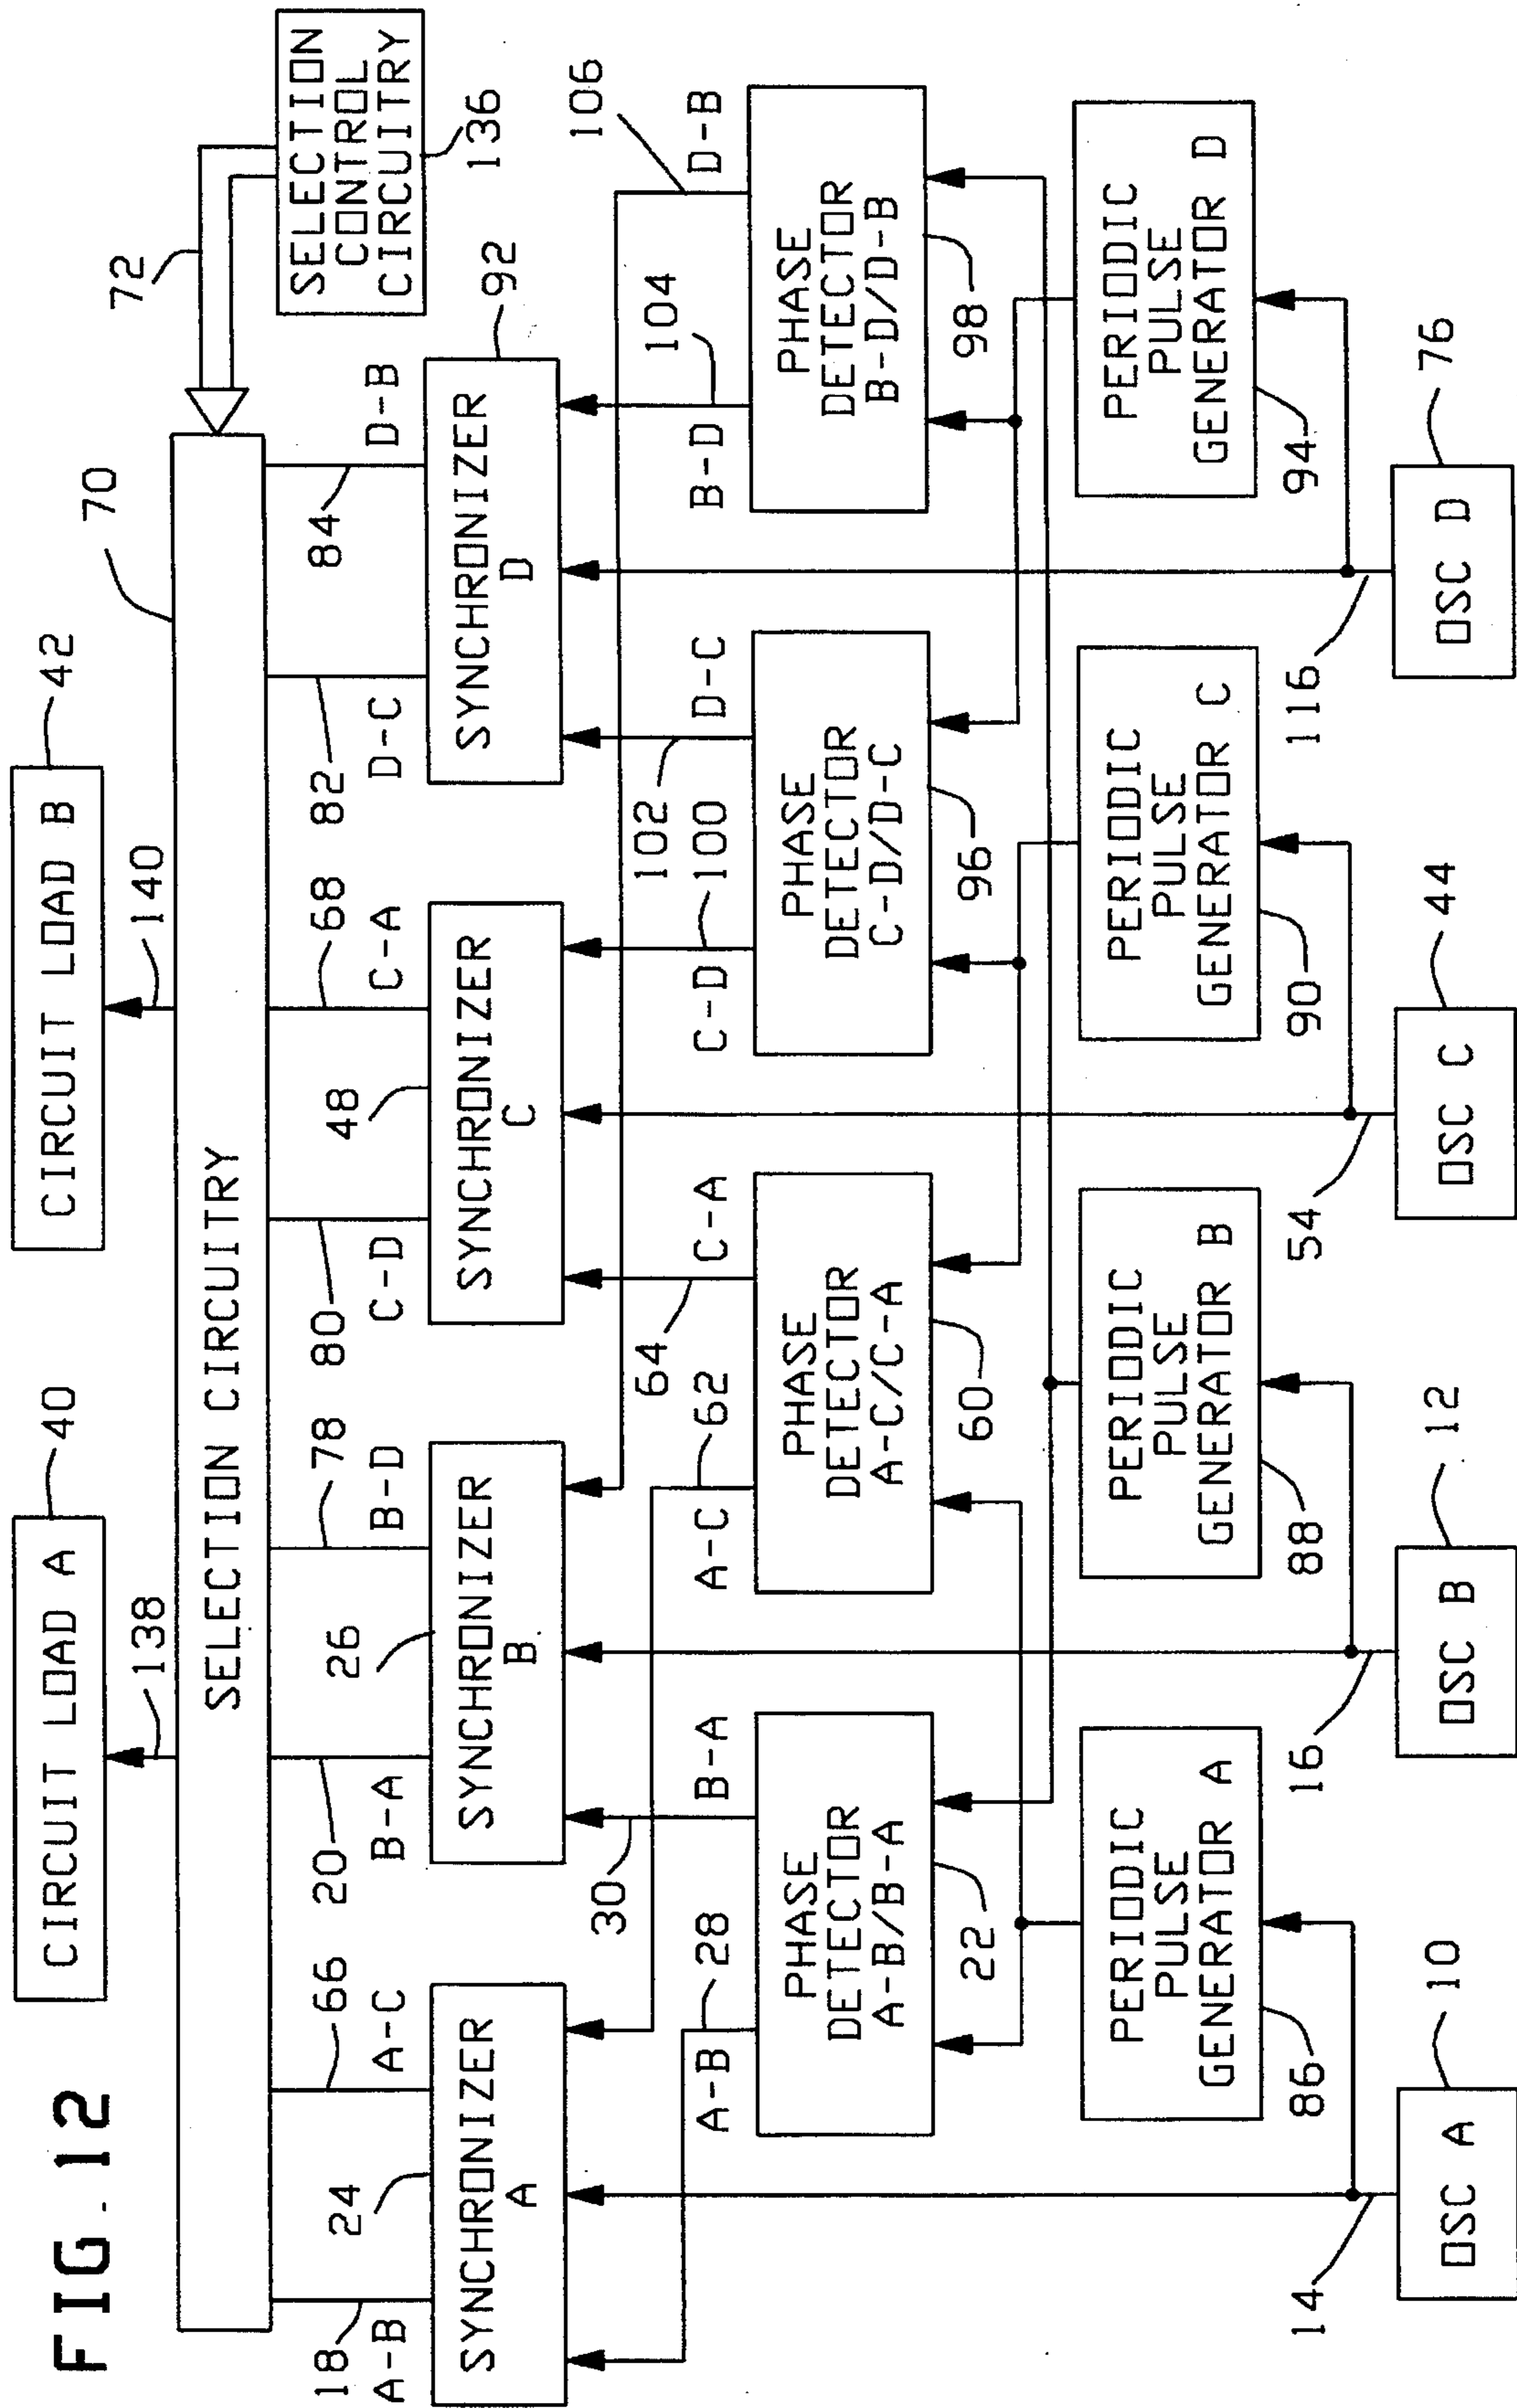 FIG. 12
CIRCUIT LOAD A
40
CIRCUIT LOAD B
42
138
140
70
72
SELECTION CIRCUITRY
SELECTION
CONTROL
CIRCUITRY
136
18
A-B
24
66
A-C
20
B-A
26
78
B-D
80
C-D
48
68
C-A
82
D-C
84
D-B
92
SYNCHRONIZER
A
SYNCHRONIZER
B
SYNCHRONIZER
C
SYNCHRONIZER
D
A-B
28
30
B-A
A-C
62
64
C-A
C-D
100
102
D-C
B-D
104
D-B
106
PHASE
DETECTOR
A-B/B-A
22
PHASE
DETECTOR
A-C/C-A
60
PHASE
DETECTOR
C-D/D-C
96
PHASE
DETECTOR
B-D/D-B
98
PERIODIC
PULSE
GENERATOR A
86
PERIODIC
PULSE
GENERATOR B
88
PERIODIC
PULSE
GENERATOR C
90
PERIODIC
PULSE
GENERATOR D
94
14
OSC A
10
16
OSC B
12
54
OSC C
44
116
OSC D
76